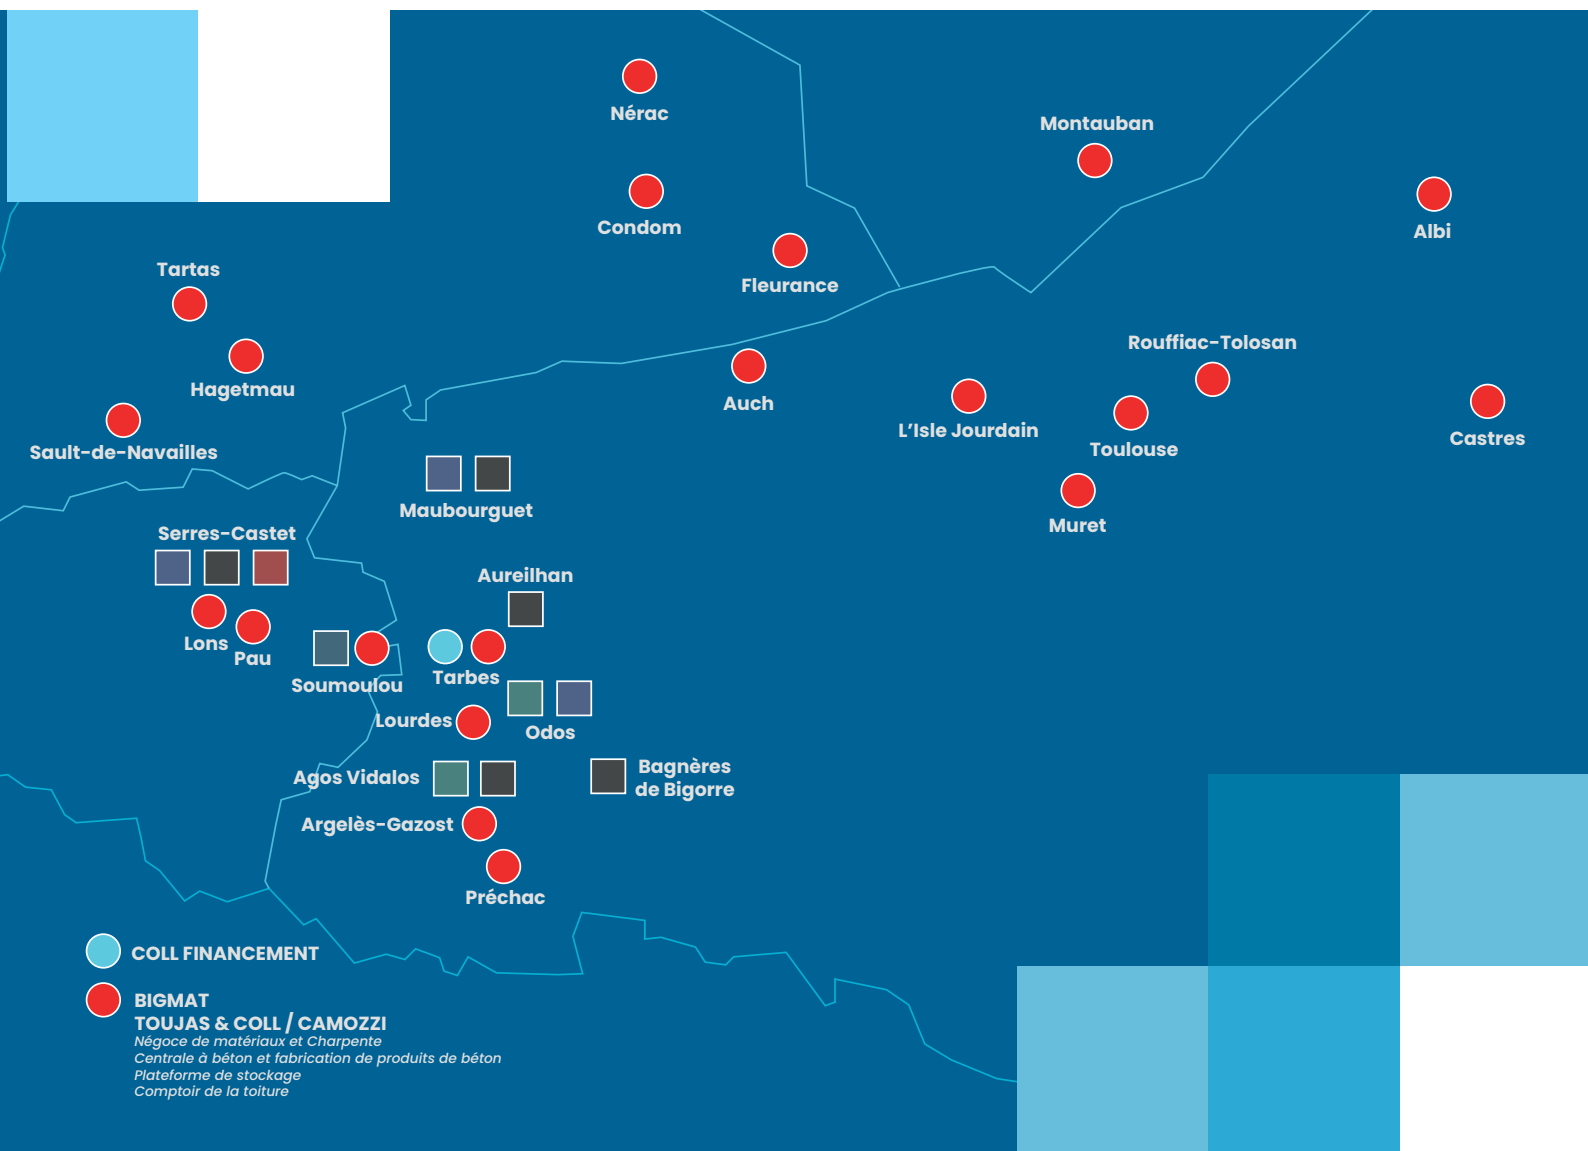 Nérac
Montauban
Condom
Albi
Tartas
Fleurance
Rouffiac-Tolosan
Hagetmau
Auch
L’Isle Jourdain
Castres
Sault-de-Navailles
Toulouse
Maubourguet
Muret
Serres-Castet
Aureilhan
Lons
Pau
Tarbes
Soumoulou
Lourdes
Odos
Agos Vidalos
Bagnères
de Bigorre
Argelès-Gazost
Préchac
COLL FINANCEMENT
BIGMAT
TOUJAS & COLL / CAMOZZI
Négoce de matériaux et Charpente
Centrale à béton et fabrication de produits de béton
Plateforme de stockage
Comptoir de la toiture